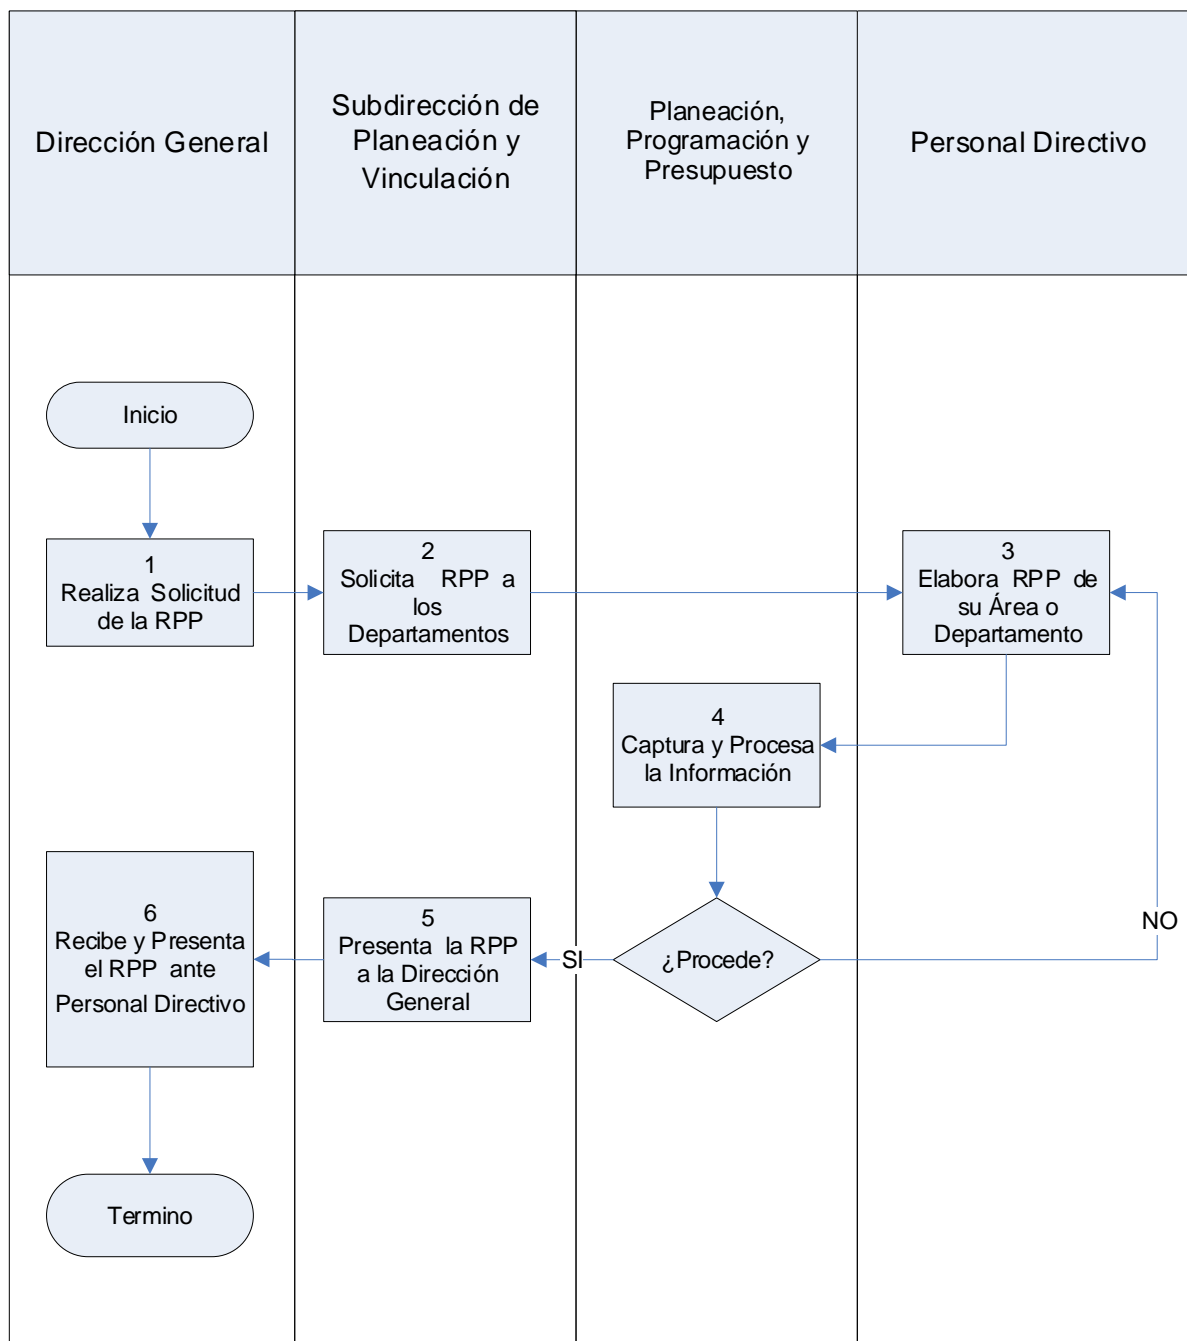 Dirección General
Subdirección de
Planeación y
Vinculación
Planeación,
Programación y
Presupuesto
Personal Directivo
Inicio
1
Realiza Solicitud
de la RPP
2
Solicita RPP a
los
Departamentos
3
Elabora RPP de
su Área o
Departamento
4
Captura y Procesa
la Información
6
Recibe y Presenta
el RPP ante
Personal Directivo
5
Presenta la RPP
a la Dirección
General
SI
¿Procede?
NO
Termino